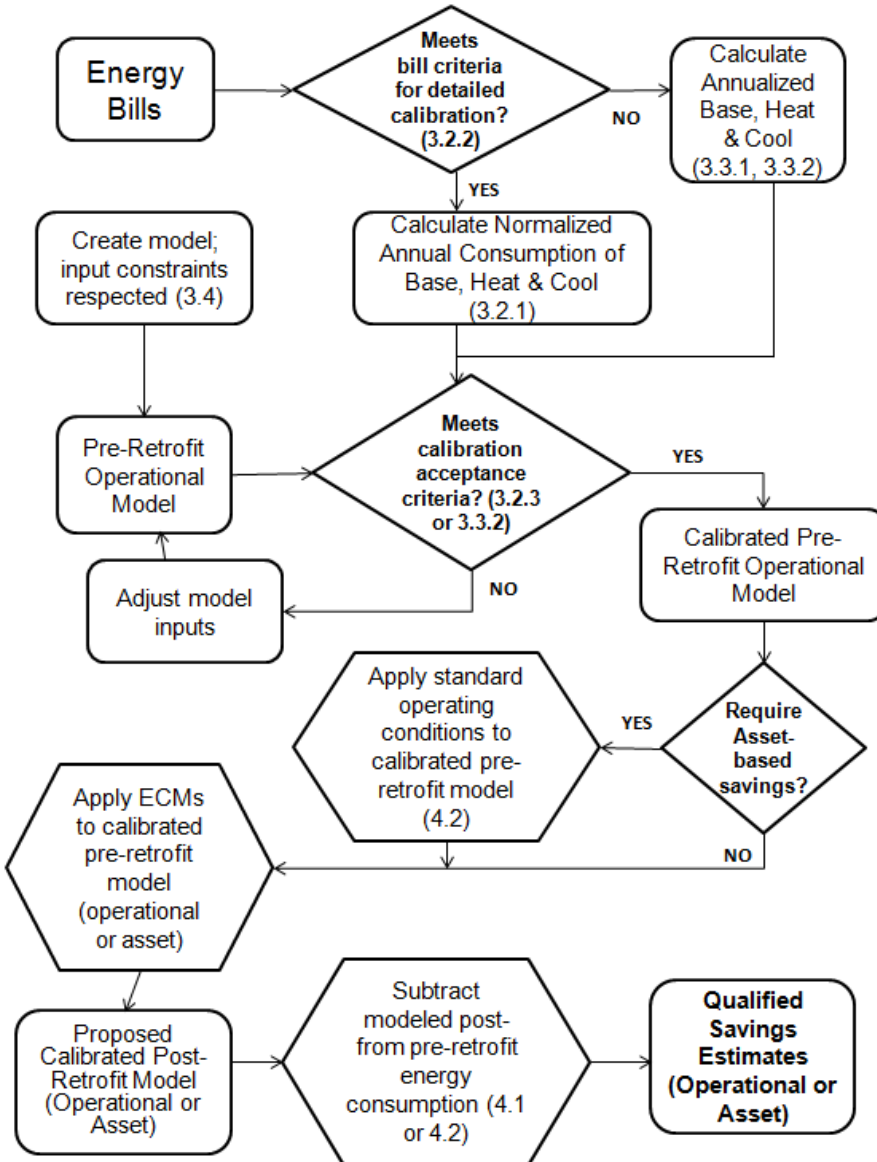 Energy
Bills
Meets
bill criteria
for detailed
calibration?
(3.2.2)
NO
Calculate
Annualized
Base, Heat
& Cool
(3.3.1, 3.3.2)
YES
Create model;
input constraints
respected (3.4)
Calculate Normalized
Annual Consumption of
Base, Heat & Cool
(3.2.1)
Pre-Retrofit
Operational
Model
Meets
calibration
acceptance
criteria? (3.2.3
or 3.3.2)
YES
NO
Calibrated Pre-
Retrofit Operational
Model
Adjust model
inputs
Apply standard
operating
conditions to
calibrated pre-
retrofit model
(4.2)
YES
Require
Asset-
based
savings?
NO
Apply ECMs
to calibrated
pre-retrofit
model
(operational
or asset)
Proposed
Calibrated Post-
Retrofit Model
(Operational or
Asset)
Subtract
modeled post-
from pre-retrofit
energy
consumption (4.1
or 4.2)
Qualified
Savings
Estimates
(Operational or
Asset)